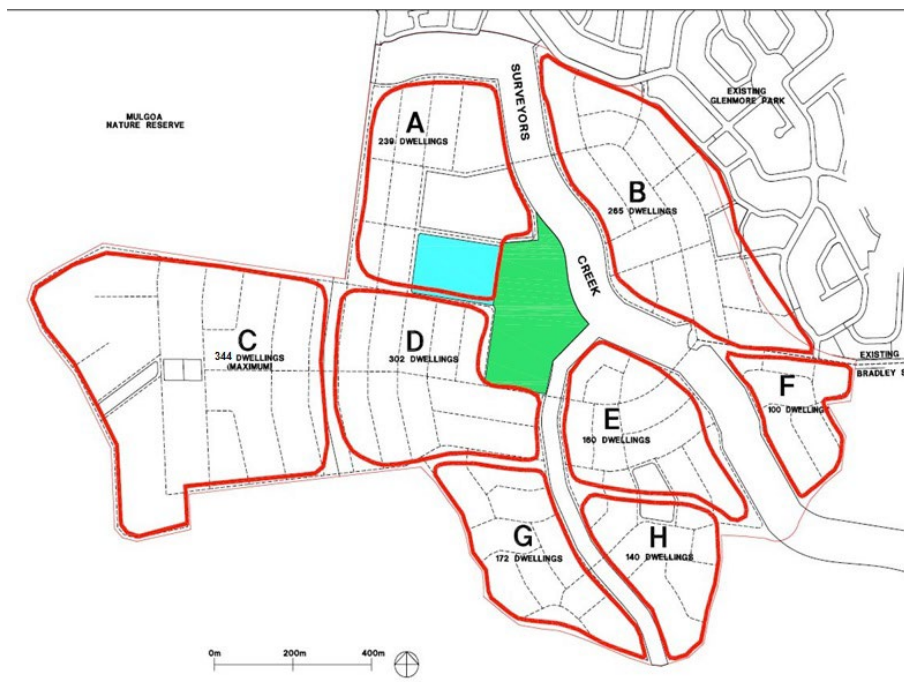 MULGOA
NATURE RESERVE
SURVEYORS
CREEK
EXISTING
GLENMORE PARK
A
239 DWELLINGS
B
265 DWELLINGS
C
344 DWELLINGS
(MAXIMUM)
D
302 DWELLINGS
E
160 DWELLINGS
F
100 DWELLING
EXISTING
BRADLEY S
G
172 DWELLINGS
H
140 DWELLINGS
0m 200m 400m